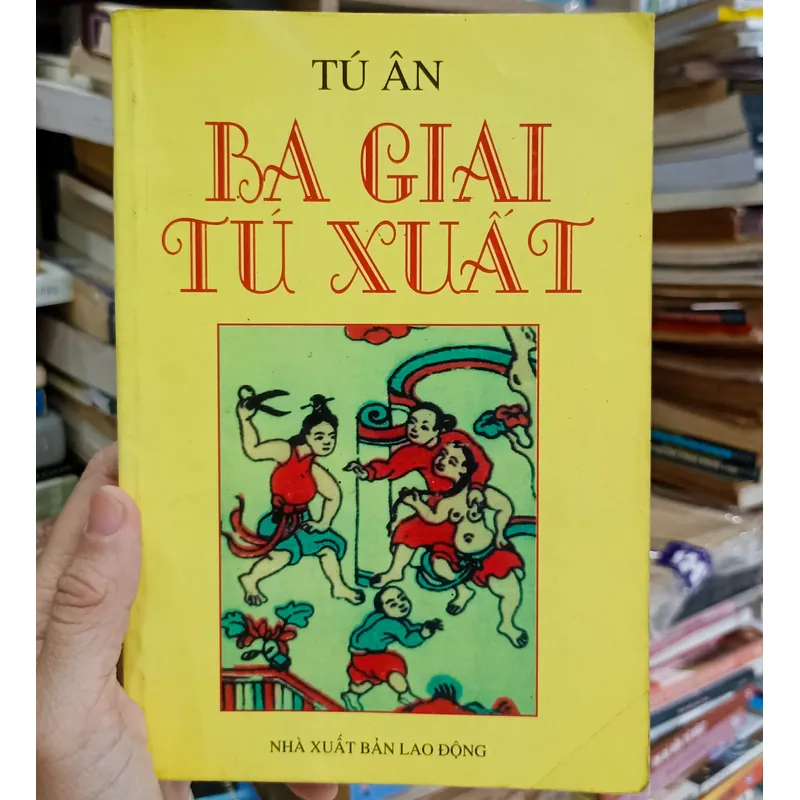 TÚ ÂN
BA GIAI
TÚ XUẤT
NHÀ XUẤT BẢN LAO ĐỘNG